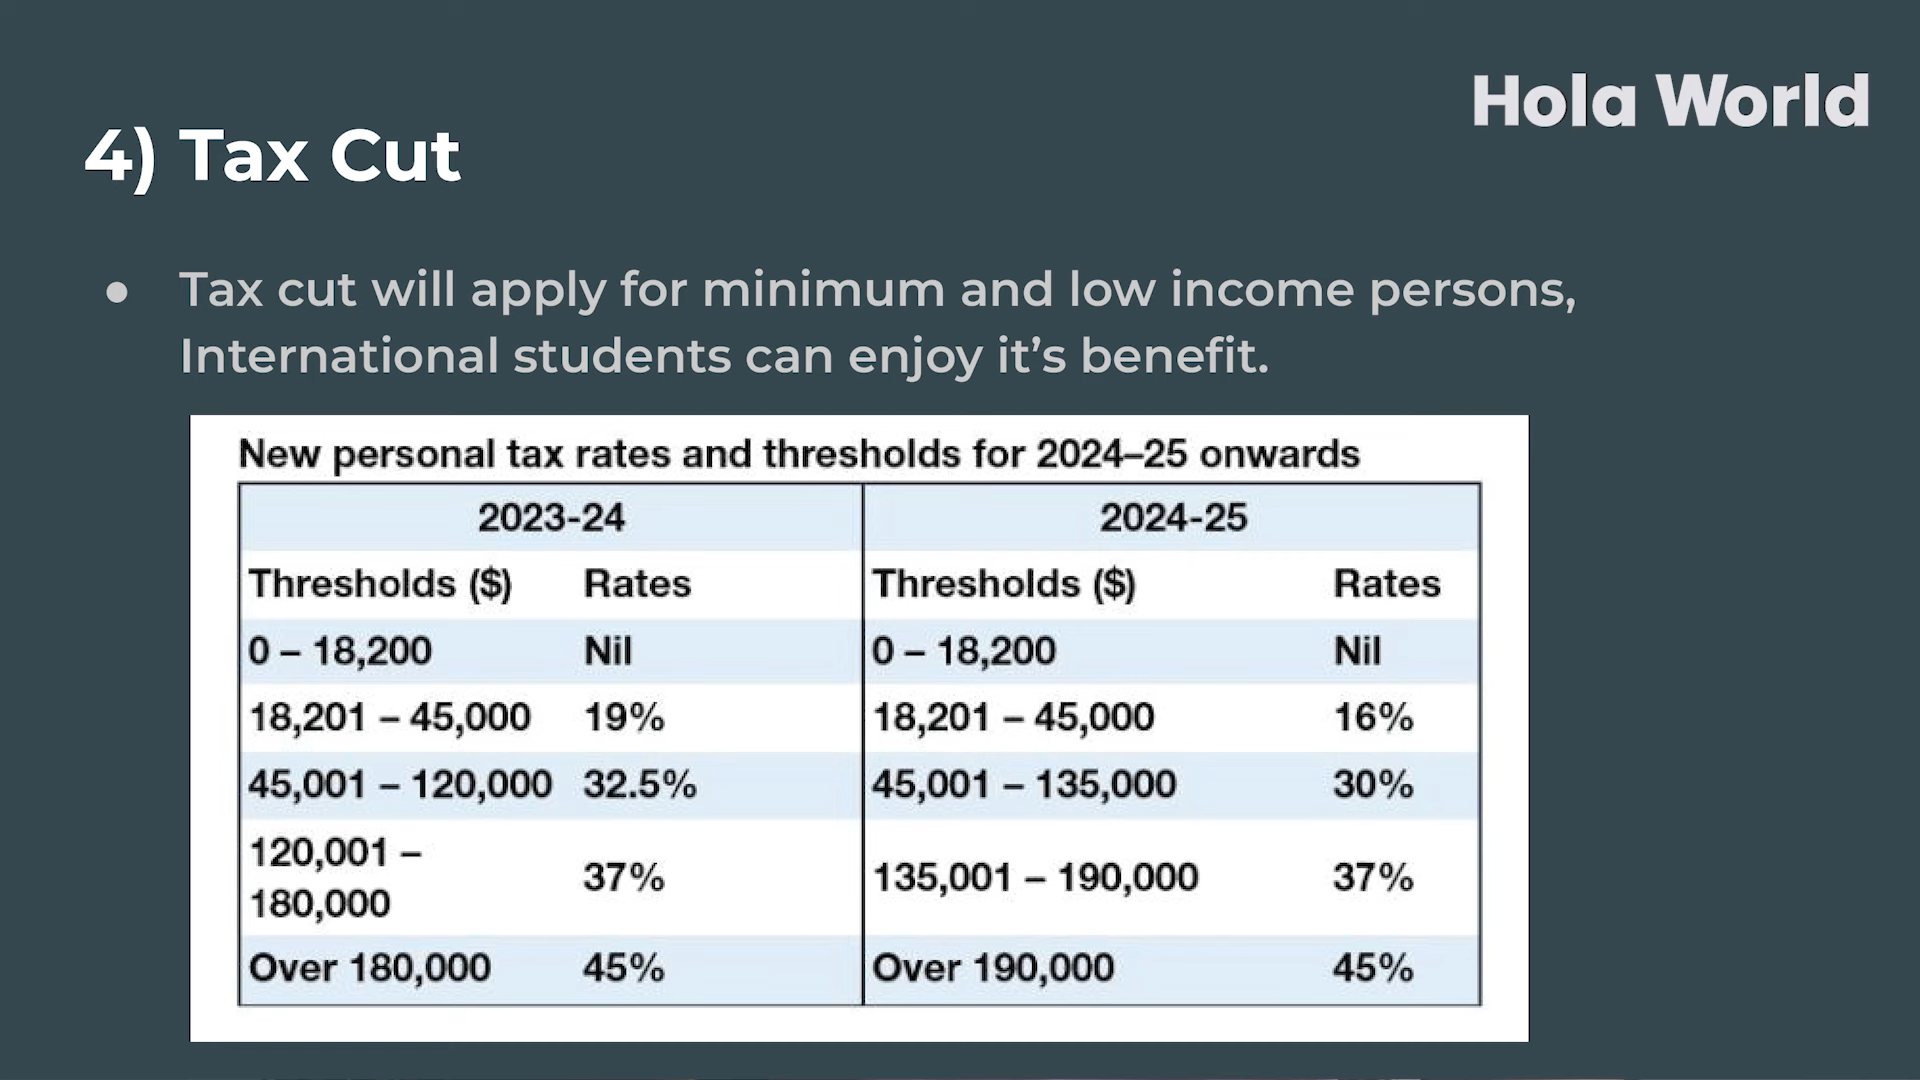 Hola World
4) Tax Cut
● Tax cut will apply for minimum and low income persons,
International students can enjoy it’s benefit.
New personal tax rates and thresholds for 2024–25 onwards
2023-24 2024-25
Thresholds ($) Rates Thresholds ($) Rates
0 – 18,200 Nil 0 – 18,200 Nil
18,201 – 45,000 19% 18,201 – 45,000 16%
45,001 – 120,000 32.5% 45,001 – 135,000 30%
120,001 –
180,000 37% 135,001 – 190,000 37%
Over 180,000 45% Over 190,000 45%